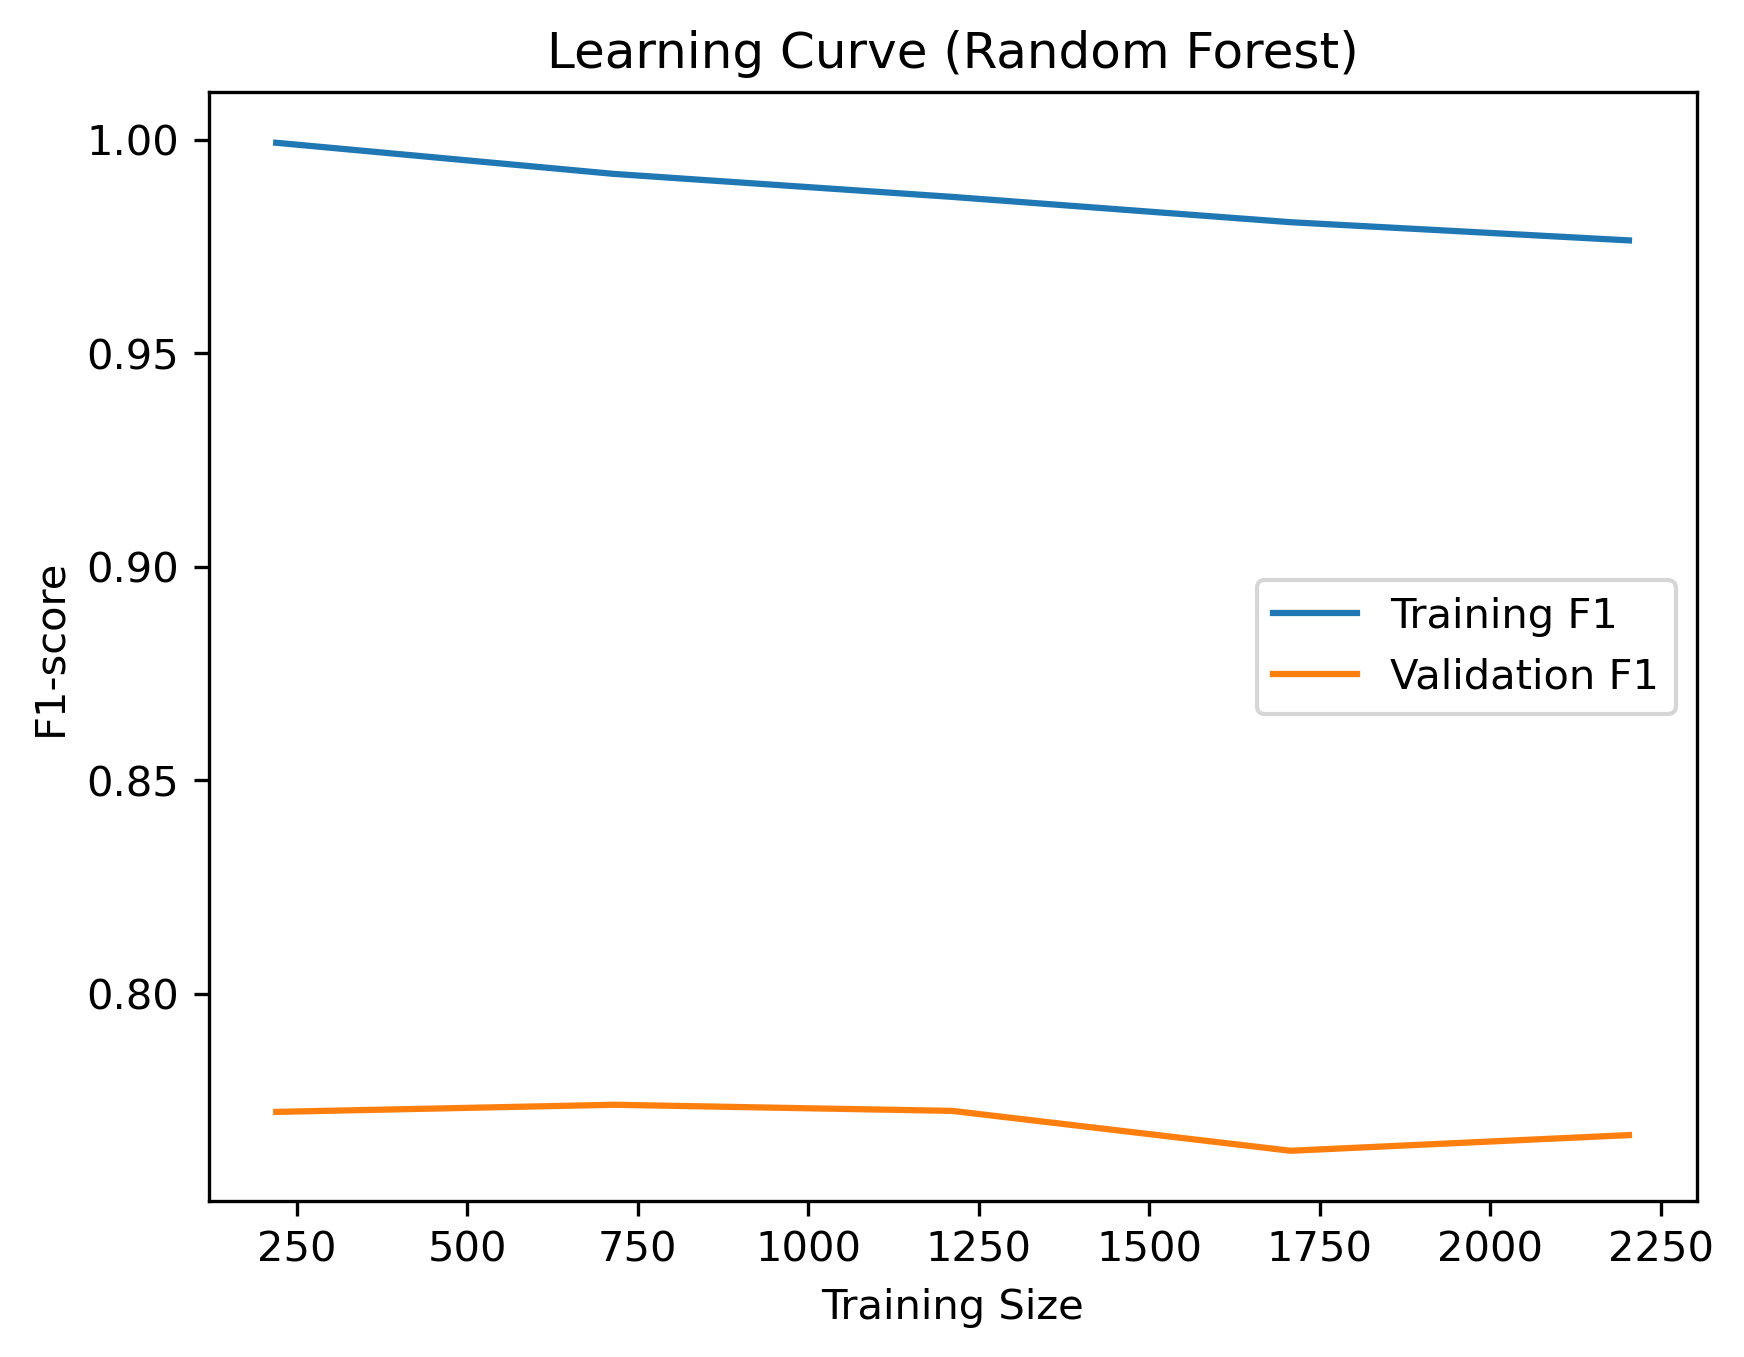 Learning Curve (Random Forest)
1.00
0.95
0.90
0.85
0.80
F1-score
Training F1
Validation F1
250 500 750 1000 1250 1500 1750 2000 2250
Training Size